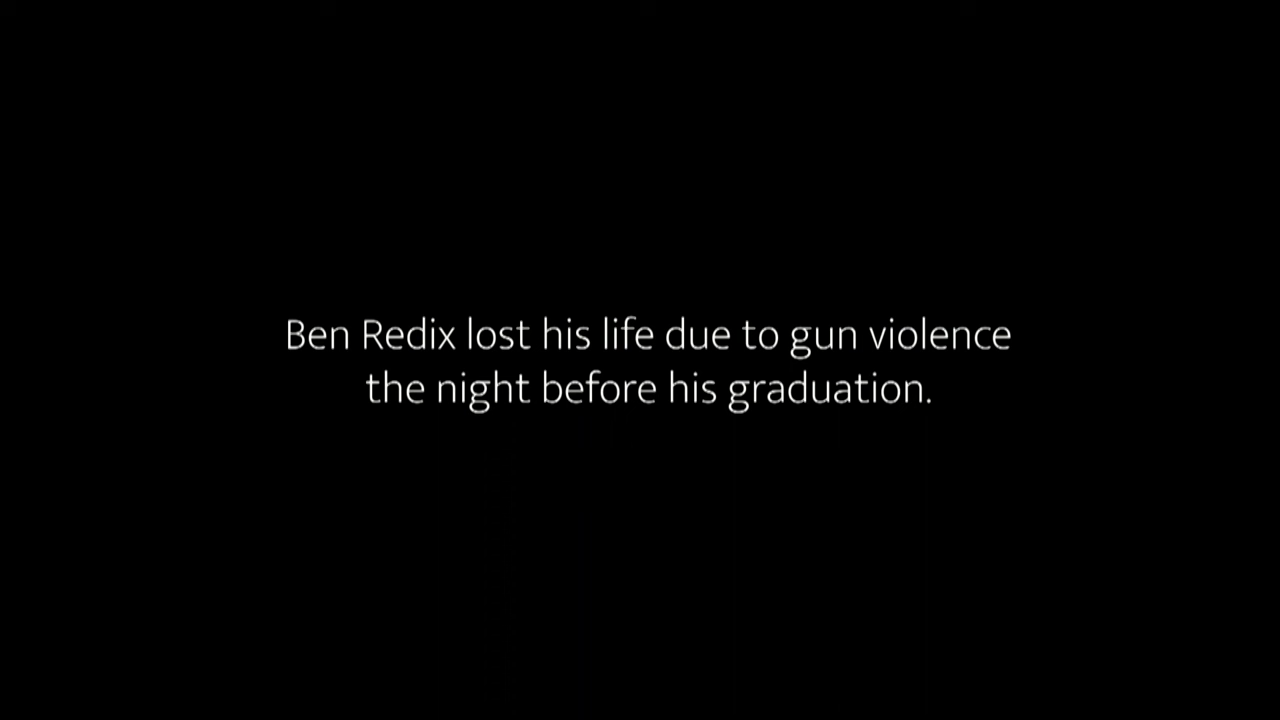 Ben Redix lost his life due to gun violence
the night before his graduation.